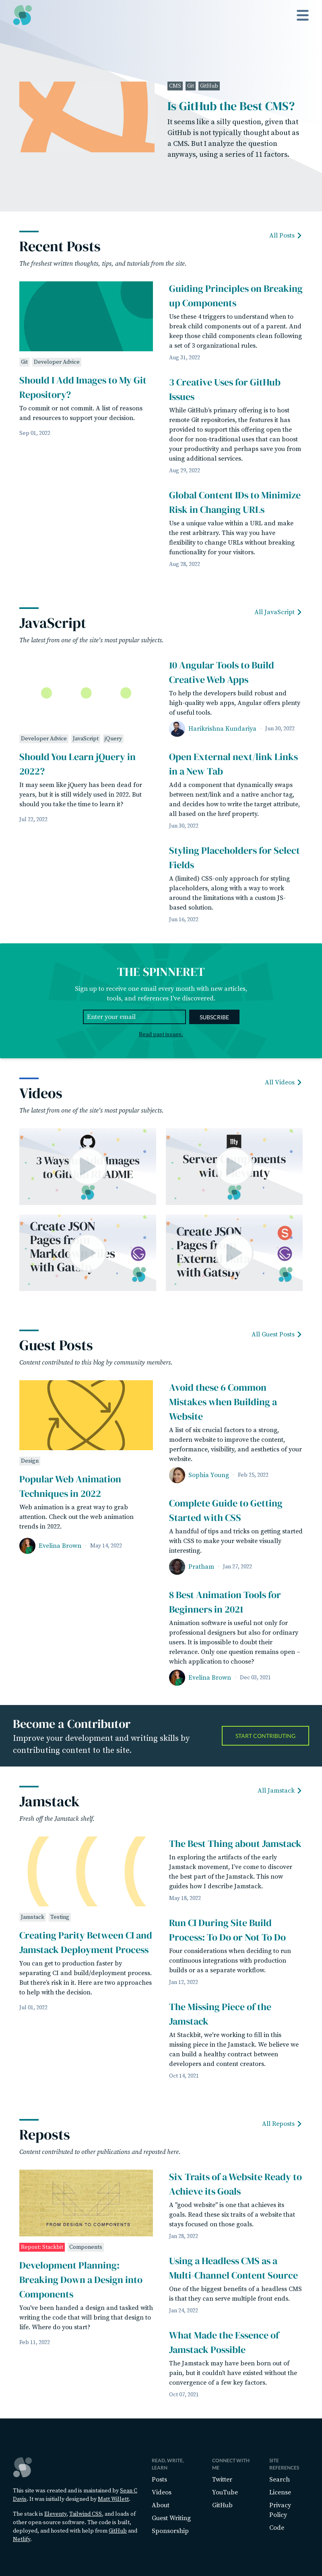 CMS Git GitHub
Is GitHub the Best CMS?
It seems like a silly question, given that
GitHub is not typically thought about as
a CMS. But I analyze the question
anyways, using a series of 11 factors.
Recent Posts
All Posts
The freshest written thoughts, tips, and tutorials from the site.
Git Developer Advice
Should I Add Images to My Git
Repository?
To commit or not commit. A list of reasons
and resources to support your decision.
Sep 01, 2022
Guiding Principles on Breaking
up Components
Use these 4 triggers to understand when to
break child components out of a parent. And
keep those child components clean following
a set of 3 organizational rules.
Aug 31, 2022
3 Creative Uses for GitHub
Issues
While GitHub's primary offering is to host
remote Git repositories, the features it has
provided to support this offering open the
door for non-traditional uses that can boost
your productivity and perhaps save you from
using additional services.
Aug 29, 2022
Global Content IDs to Minimize
Risk in Changing URLs
Use a unique value within a URL and make
the rest arbitrary. This way you have
flexibility to change URLs without breaking
functionality for your visitors.
Aug 28, 2022
JavaScript
All JavaScript
The latest from one of the site's most popular subjects.
Developer Advice JavaScript jQuery
Should You Learn jQuery in
2022?
It may seem like jQuery has been dead for
years, but it is still widely used in 2022. But
should you take the time to learn it?
Jul 22, 2022
10 Angular Tools to Build
Creative Web Apps
To help the developers build robust and
high-quality web apps, Angular offers plenty
of useful tools.
Harikrishna Kundariya · Jun 30, 2022
Open External next/link Links
in a New Tab
Add a component that dynamically swaps
between next/link and a native anchor tag,
and decides how to write the target attribute,
all based on the href property.
Jun 30, 2022
Styling Placeholders for Select
Fields
A (limited) CSS-only approach for styling
placeholders, along with a way to work
around the limitations with a custom JS-
based solution.
Jun 16, 2022
THE SPINNERET
Sign up to receive one email every month with new articles,
tools, and references I've discovered.
Enter your email
SUBSCRIBE
Read past issues.
Videos
All Videos
The latest from one of the site's most popular subjects.
3 Ways
Images
to Git
ADME
11ty
Server
ponents
with
nty
Create JSON
Pages fr
Markdo
es
with Gats
Create JSON
Pages f
Externa
with Gatsby
Guest Posts
All Guest Posts
Content contributed to this blog by community members.
Design
Popular Web Animation
Techniques in 2022
Web animation is a great way to grab
attention. Check out the web animation
trends in 2022.
Evelina Brown · May 14, 2022
Avoid these 6 Common
Mistakes when Building a
Website
A list of six crucial factors to a strong,
modern website to improve the content,
performance, visibility, and aesthetics of your
website.
Sophia Young · Feb 25, 2022
Complete Guide to Getting
Started with CSS
A handful of tips and tricks on getting started
with CSS to make your website visually
interesting.
Pratham · Jan 27, 2022
8 Best Animation Tools for
Beginners in 2021
Animation software is useful not only for
professional designers but also for ordinary
users. It is impossible to doubt their
relevance. Only one question remains open –
which application to choose?
Evelina Brown · Dec 03, 2021
Become a Contributor
Improve your development and writing skills by
contributing content to the site.
START CONTRIBUTING
Jamstack
All Jamstack
Fresh off the Jamstack shelf.
Jamstack Testing
Creating Parity Between CI and
Jamstack Deployment Process
You can get to production faster by
separating CI and build/deployment process.
But there's risk in it. Here are two approaches
to help with the decision.
Jul 01, 2022
The Best Thing about Jamstack
In exploring the artifacts of the early
Jamstack movement, I've come to discover
the best part of the Jamstack. This now
guides how I describe Jamstack.
May 18, 2022
Run CI During Site Build
Process: To Do or Not To Do
Four considerations when deciding to run
continuous integration with production
builds or as a separate workflow.
Jan 12, 2022
The Missing Piece of the
Jamstack
At Stackbit, we're working to fill in this
missing piece in the Jamstack. We believe we
can build a healthy contract between
developers and content creators.
Oct 14, 2021
Reposts
All Reposts
Content contributed to other publications and reposted here.
FROM DESIGN TO COMPONENTS
Repost: Stackbit Components
Development Planning:
Breaking Down a Design into
Components
You've been handed a design and tasked with
writing the code that will bring that design to
life. Where do you start?
Feb 11, 2022
Six Traits of a Website Ready to
Achieve its Goals
A "good website" is one that achieves its
goals. Read these six traits of a website that
stays focused on those goals.
Jan 28, 2022
Using a Headless CMS as a
Multi-Channel Content Source
One of the biggest benefits of a headless CMS
is that they can serve multiple front ends.
Jan 24, 2022
What Made the Essence of
Jamstack Possible
The Jamstack may have been born out of
pain, but it couldn't have existed without the
convergence of a few key factors.
Oct 07, 2021
This site was created and is maintained by Sean C
Davis. It was initially designed by Matt Willett.
The stack is Eleventy, Tailwind CSS, and loads of
other open-source software. The code is built,
deployed, and hosted with help from GitHub and
Netlify.
READ, WRITE,
LEARN
Posts
Videos
About
Guest Writing
Sponsorship
CONNECT WITH
ME
Twitter
YouTube
GitHub
SITE
REFERENCES
Search
License
Privacy
Policy
Code